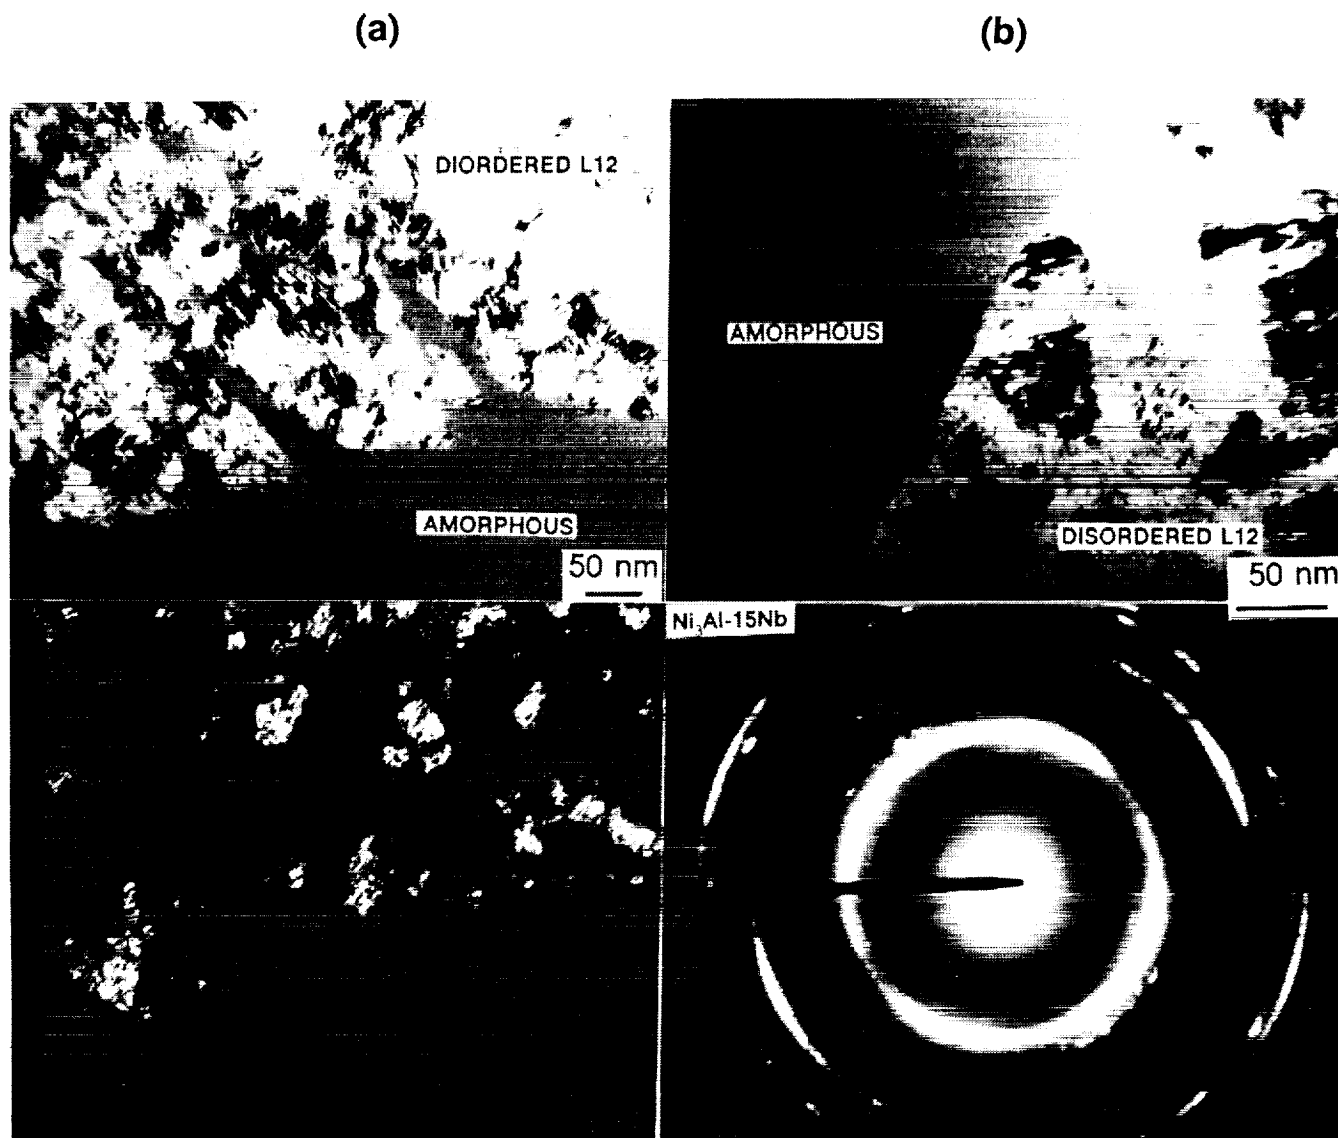 (a)
(b)
DIORDERED L12
AMORPHOUS
AMORPHOUS
50 nm
DISORDERED L12
50 nm
Ni3Al-15Nb